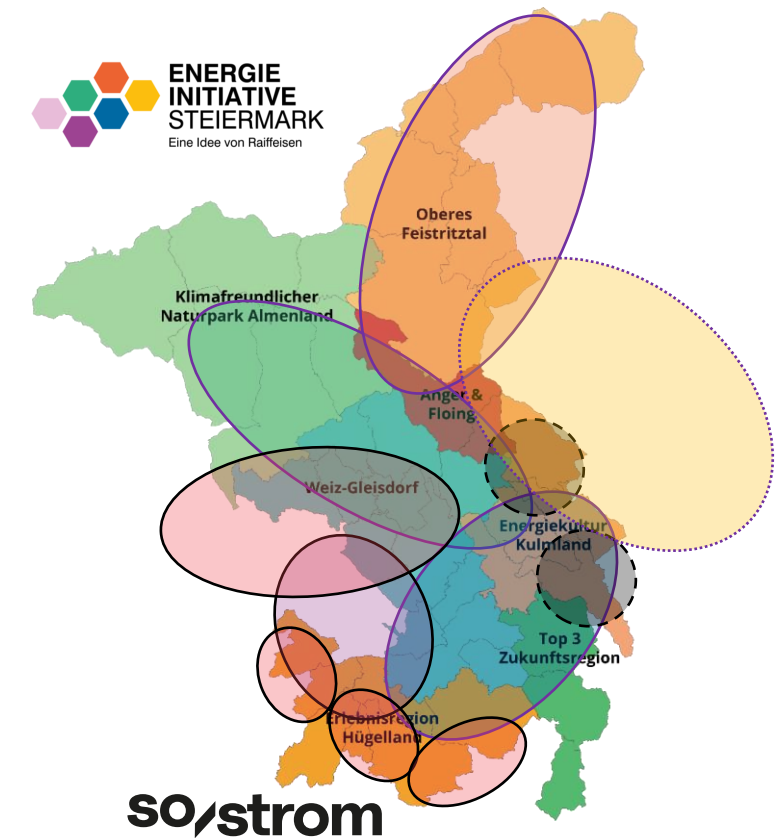 ENERGIE
INITIATIVE
STEIERMARK
Eine Idee von Raiffeisen
Oberes
Feistritztal
Klimafreundlicher
Naturpark Almenland
Anger &
Floing
Weiz-Gleisdorf
Energiekultur
Kulmland
Top 3
Zukunftsregion
Erlebnisregion
Hügelland
so/strom